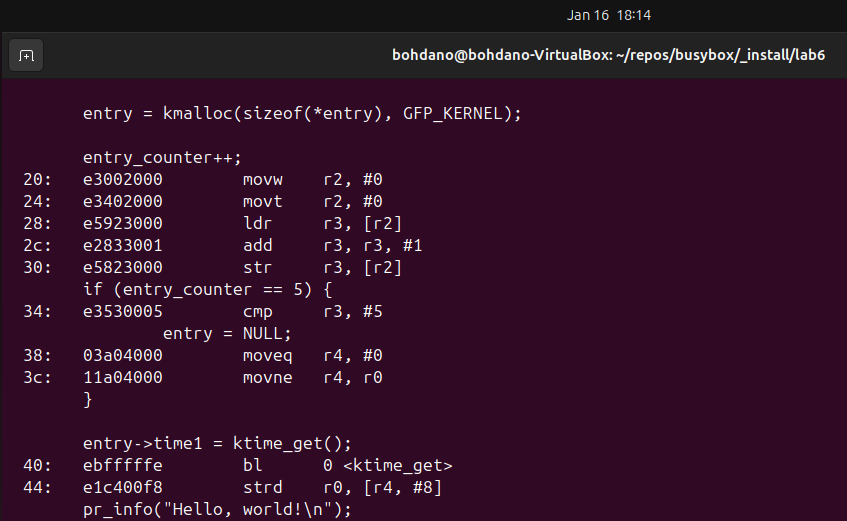 Jan 16 18:14
bohdano@bohdano-VirtualBox: ~/repos/busybox/_install/lab6
entry = kmalloc(sizeof(*entry), GFP_KERNEL);
entry_counter++;
20: e3002000 movw r2, #0
24: e3402000 movt r2, #0
28: e5923000 ldr r3, [r2]
2c: e2833001 add r3, r3, #1
30: e5823000 str r3, [r2]
if (entry_counter == 5) {
34: e3530005 cmp r3, #5
entry = NULL;
38: 03a04000 moveq r4, #0
3c: 11a04000 movne r4, r0
}
entry->time1 = ktime_get();
40: ebfffffe bl 0 <ktime_get>
44: e1c400f8 strd r0, [r4, #8]
pr_info("Hello, world!\n");